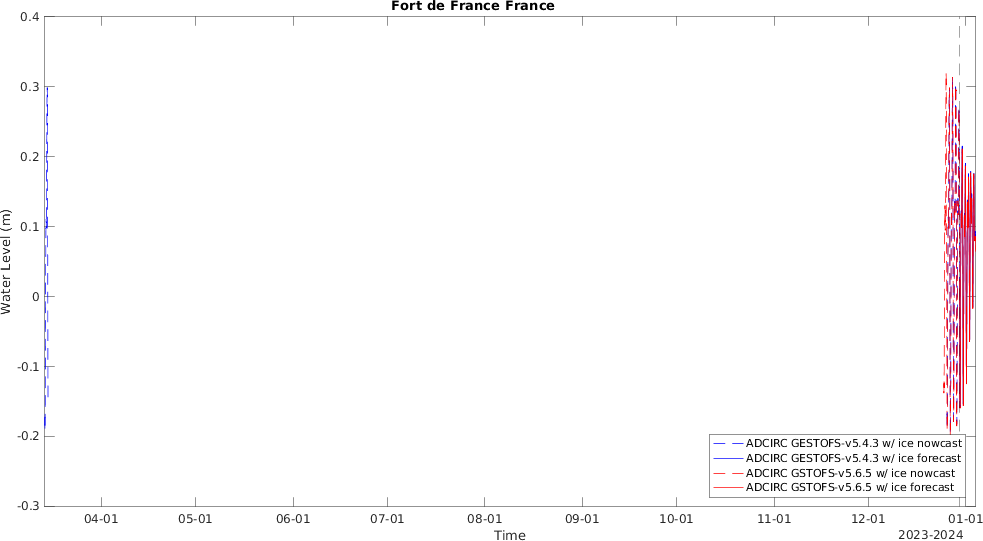 Fort de France France
0.4
0.3
0.2
0.1
0
-0.1
-0.2
-0.3
Water Level (m)
04-01 05-01 06-01 07-01 08-01 09-01 10-01 11-01 12-01 01-01
Time
2023-2024
ADCIRC GESTOFS-v5.4.3 w/ ice nowcast
ADCIRC GESTOFS-v5.4.3 w/ ice forecast
ADCIRC GSTOFS-v5.6.5 w/ ice nowcast
ADCIRC GSTOFS-v5.6.5 w/ ice forecast